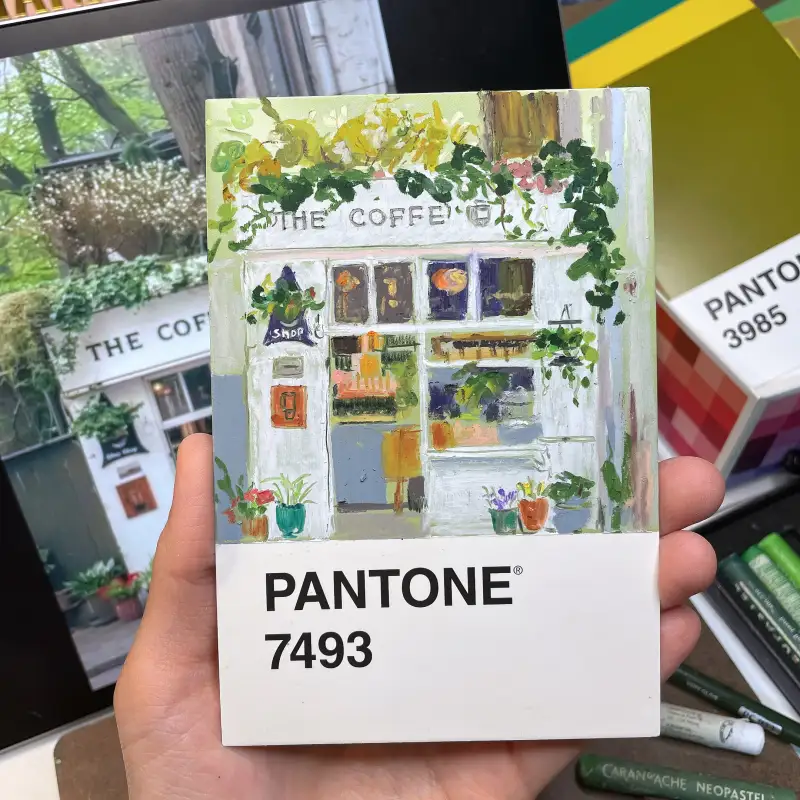 THE COFFE
SHOP
PANTONE®
7493
THE COF
PANTO
3985
CARAN D'ACHE NEOPASTEL